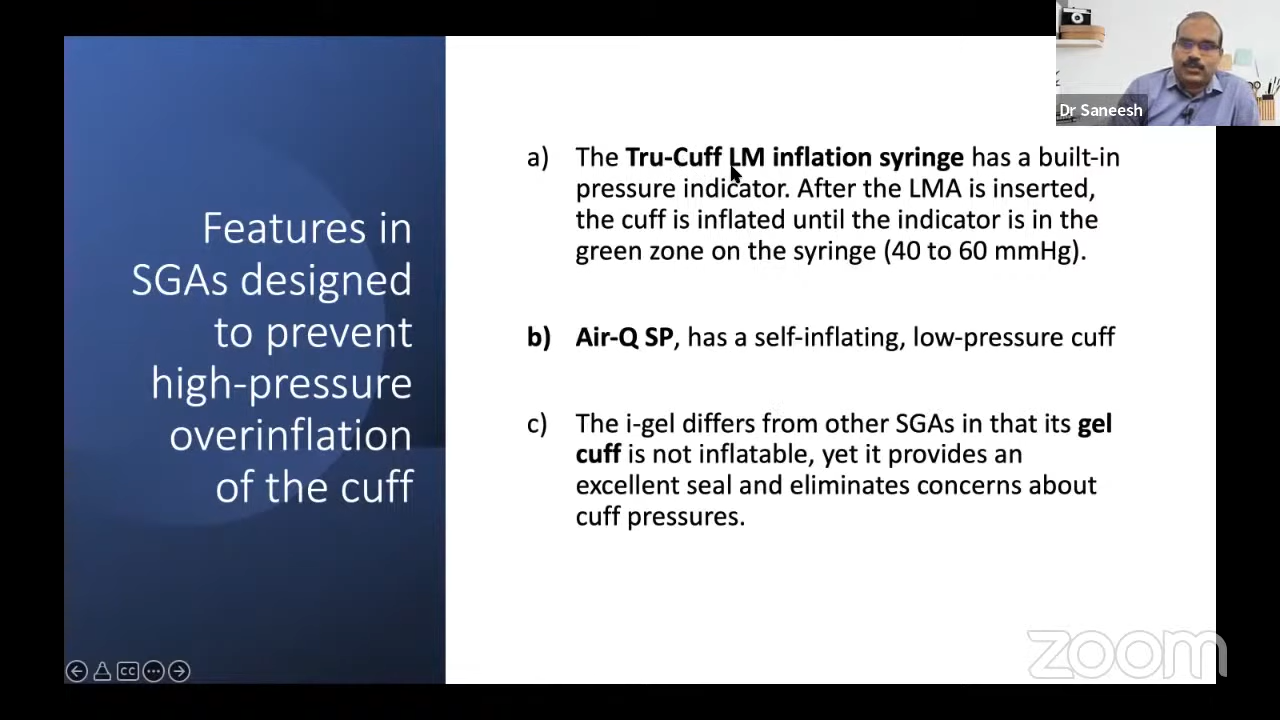 Dr Saneesh
Features in
SGAs designed
to prevent
high-pressure
overinflation
of the cuff
a) The Tru-Cuff LM inflation syringe has a built-in
pressure indicator. After the LMA is inserted,
the cuff is inflated until the indicator is in the
green zone on the syringe (40 to 60 mmHg).
b) Air-Q SP, has a self-inflating, low-pressure cuff
c) The i-gel differs from other SGAs in that its gel
cuff is not inflatable, yet it provides an
excellent seal and eliminates concerns about
cuff pressures.
CC
zoom